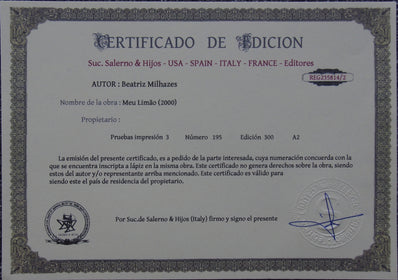 CERTIFICADO DE EDICION
Suc. Salerno & Hijos - USA - SPAIN - ITALY - FRANCE - Editores
REG255814/2
AUTOR : Beatriz Milhazes
Nombre de la obra : Meu Limão (2000)
Propietario :
Pruebas impresión 3 Número 195 Edición 300 A2
La emisión del presente certificado, es a pedido de la parte interesada, cuya numeración concuerda con la
que se encuentra inscripta a lápiz en la misma obra. Este certificado no genera derechos sobre la obra, siendo
estos del autor y/o representante arriba mencionado. Este certificado es válido para
siendo este el país de residencia del propietario.
Por Suc.de Salerno & Hijos (Italy) firmo y signo el presente